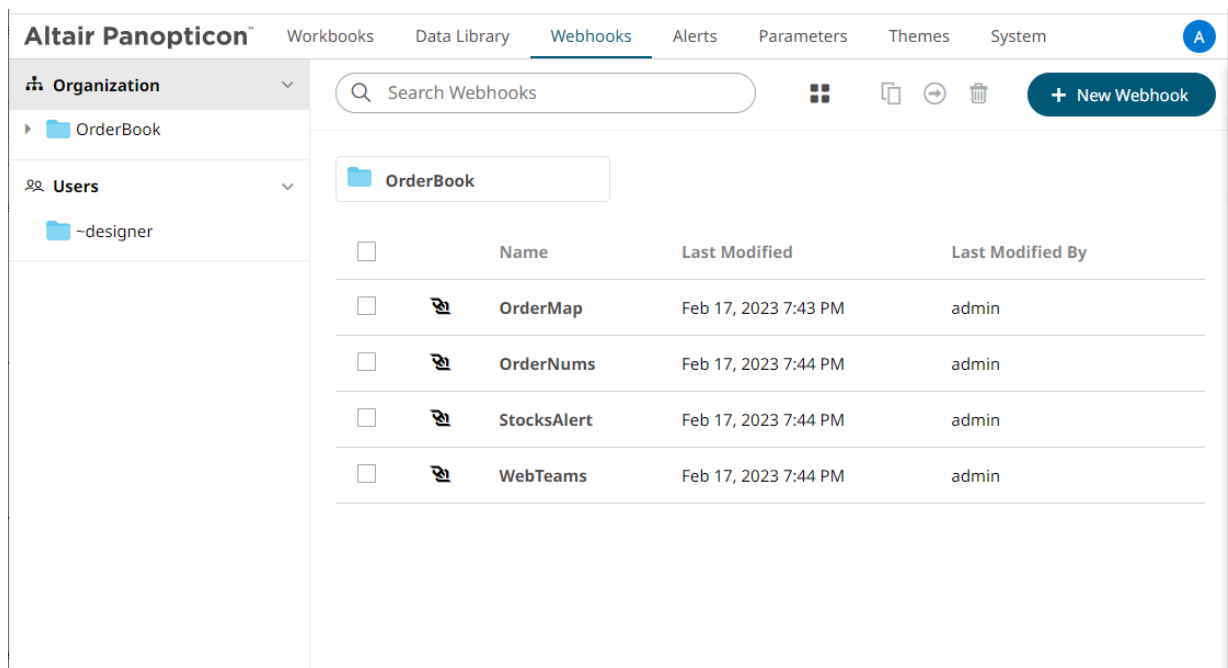 Altair Panopticon™ Workbooks Data Library Webhooks Alerts Parameters Themes System A
Organization
OrderBook
Users
~designer
Search Webhooks + New Webhook
OrderBook
Name Last Modified Last Modified By
OrderMap Feb 17, 2023 7:43 PM admin
OrderNums Feb 17, 2023 7:44 PM admin
StocksAlert Feb 17, 2023 7:44 PM admin
WebTeams Feb 17, 2023 7:44 PM admin